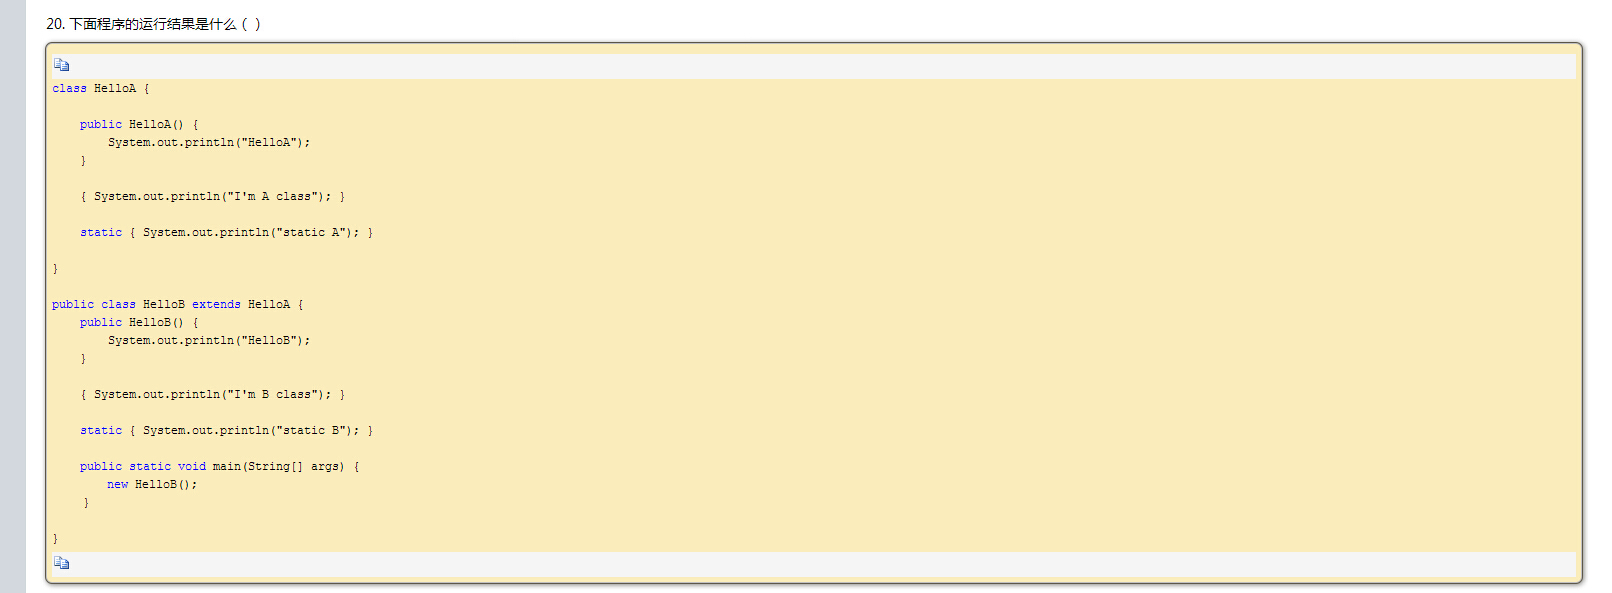 20. 下面程序的运行结果是什么（ ）
class HelloA {
public HelloA() {
System.out.println("HelloA");
}
{ System.out.println("I'm A class"); }
static { System.out.println("static A"); }
}
public class HelloB extends HelloA {
public HelloB() {
System.out.println("HelloB");
}
{ System.out.println("I'm B class"); }
static { System.out.println("static B"); }
public static void main(String[] args) {
new HelloB();
}
}